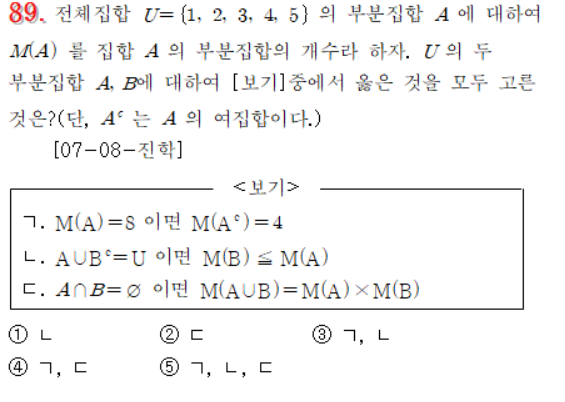 89. 전체집합 U={1, 2, 3, 4, 5} 의 부분집합 A 에 대하여
M(A) 를 집합 A 의 부분집합의 개수라 하자. U 의 두
부분집합 A, B에 대하여 [보기]중에서 옳은 것을 모두 고른
것은?(단, Aᶜ 는 A 의 여집합이다.)
[07-08-진학]
<보기>
ㄱ. M(A)=8 이면 M(Aᶜ)=4
ㄴ. A∪Bᶜ=U 이면 M(B)≦M(A)
ㄷ. A∩B=∅ 이면 M(A∪B)=M(A)×M(B)
① ㄴ ② ㄷ ③ ㄱ, ㄴ
④ ㄱ, ㄷ ⑤ ㄱ, ㄴ, ㄷ